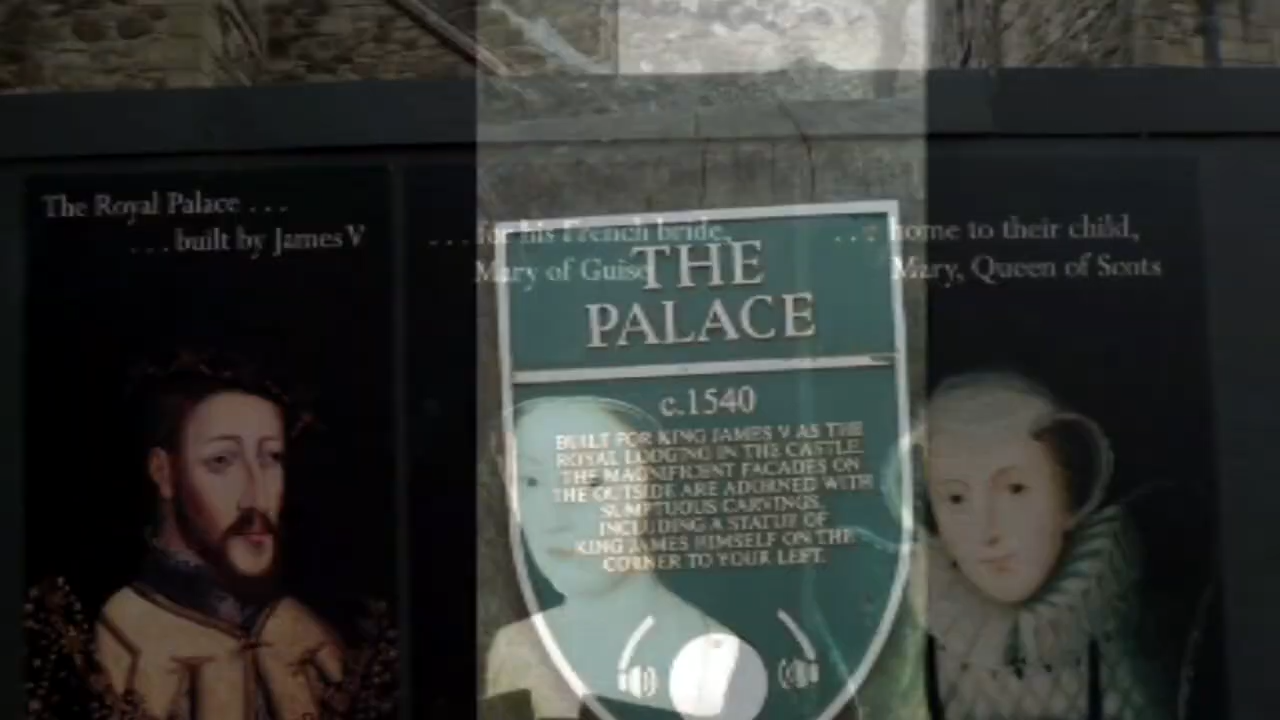 The Royal Palace . . .
. . . built by James V
. . . for his French bride,
Mary of Guise
. . . home to their child,
Mary, Queen of Scots
THE
PALACE
c.1540
BUILT FOR KING JAMES V AS THE
ROYAL LODGING IN THE CASTLE.
THE MAGNIFICENT FACADES ON
THE OUTSIDE ARE ADORNED WITH
SUMPTUOUS CARVINGS,
INCLUDING A STATUE OF
KING JAMES HIMSELF ON THE
CORNER TO YOUR LEFT.